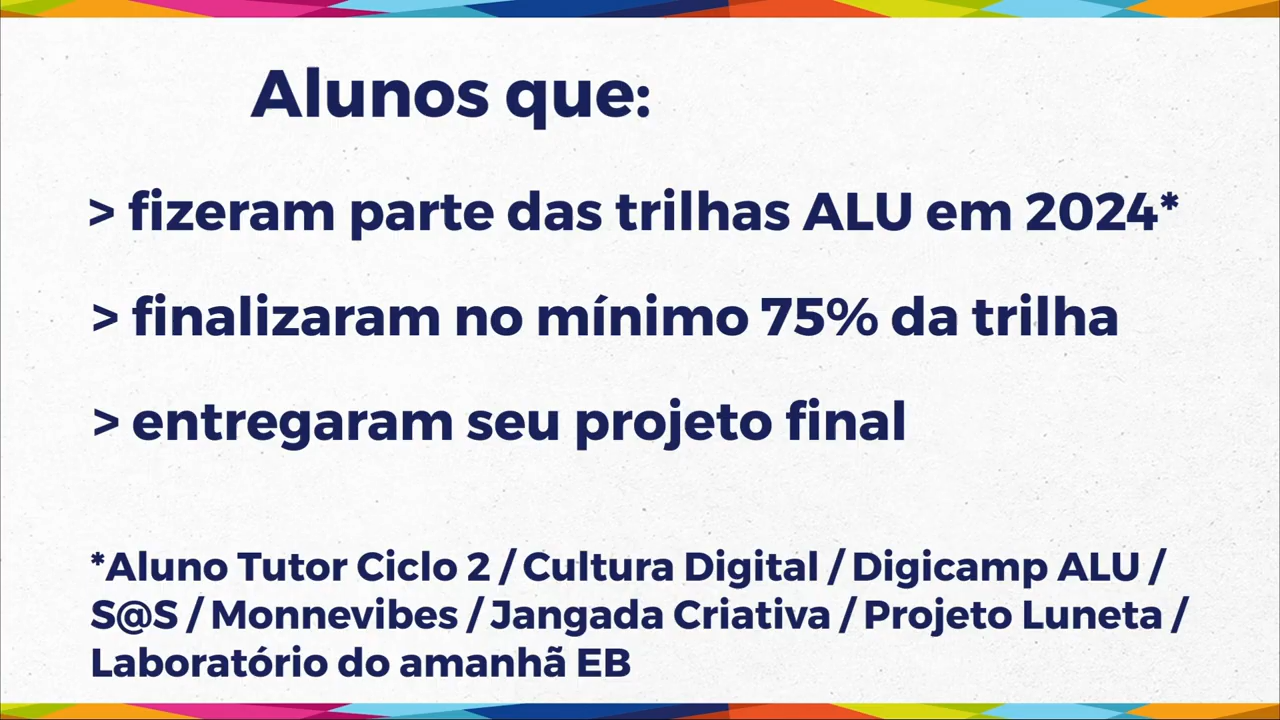 Alunos que:
> fizeram parte das trilhas ALU em 2024*
> finalizaram no mínimo 75% da trilha
> entregaram seu projeto final
*Aluno Tutor Ciclo 2 / Cultura Digital / Digicamp ALU /
S@S / Monnevibes / Jangada Criativa / Projeto Luneta /
Laboratório do amanhã EB